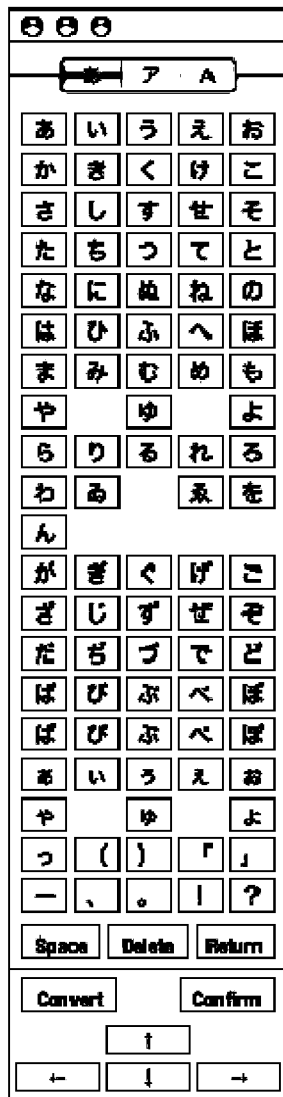 あ ア A
あ い う え お
か き く け こ
さ し す せ そ
た ち つ て と
な に ぬ ね の
は ひ ふ へ ほ
ま み む め も
や ゆ よ
ら り る れ ろ
わ ゐ ゑ を
ん
が ぎ ぐ げ ご
ざ じ ず ぜ ぞ
だ ぢ づ で ど
ば び ぶ べ ぼ
ぱ ぴ ぷ ぺ ぽ
ぁ ぃ ぅ ぇ ぉ
ゃ ゅ ょ
っ ( ) 「 」
ー 、 。 | ?
Space Delete Return
Convert Confirm
↑
← ↓ →